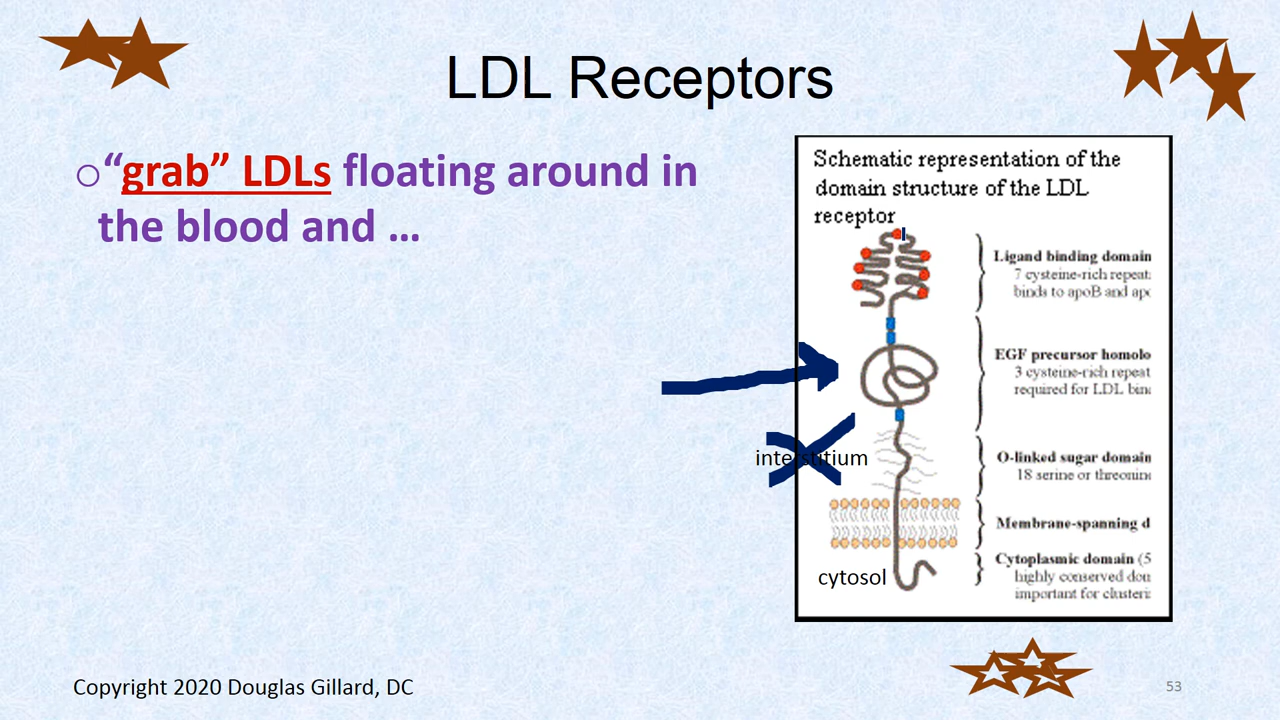 LDL Receptors
“grab” LDLs floating around in
the blood and ...
Schematic representation of the
domain structure of the LDL
receptor
Ligand binding domain
7 cysteine-rich repeat
binds to apoB and apo
EGF precursor homolo
3 cysteine-rich repeat
required for LDL bin
interstitium
O-linked sugar domain
18 serine or threonin
Membrane-spanning d
cytosol
Cytoplasmic domain (5
highly conserved do
important for clusteri
Copyright 2020 Douglas Gillard, DC
53